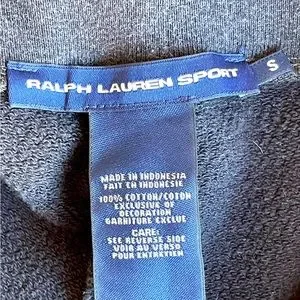 RALPH LAUREN SPORT
S
MADE IN INDONESIA
FAIT EN INDONESIE
100% COTTON/COTON
EXCLUSIVE OF
DECORATION
GARNITURE EXCLUE
CARE:
SEE REVERSE SIDE
VOIR AU VERSO
POUR ENTRETIEN